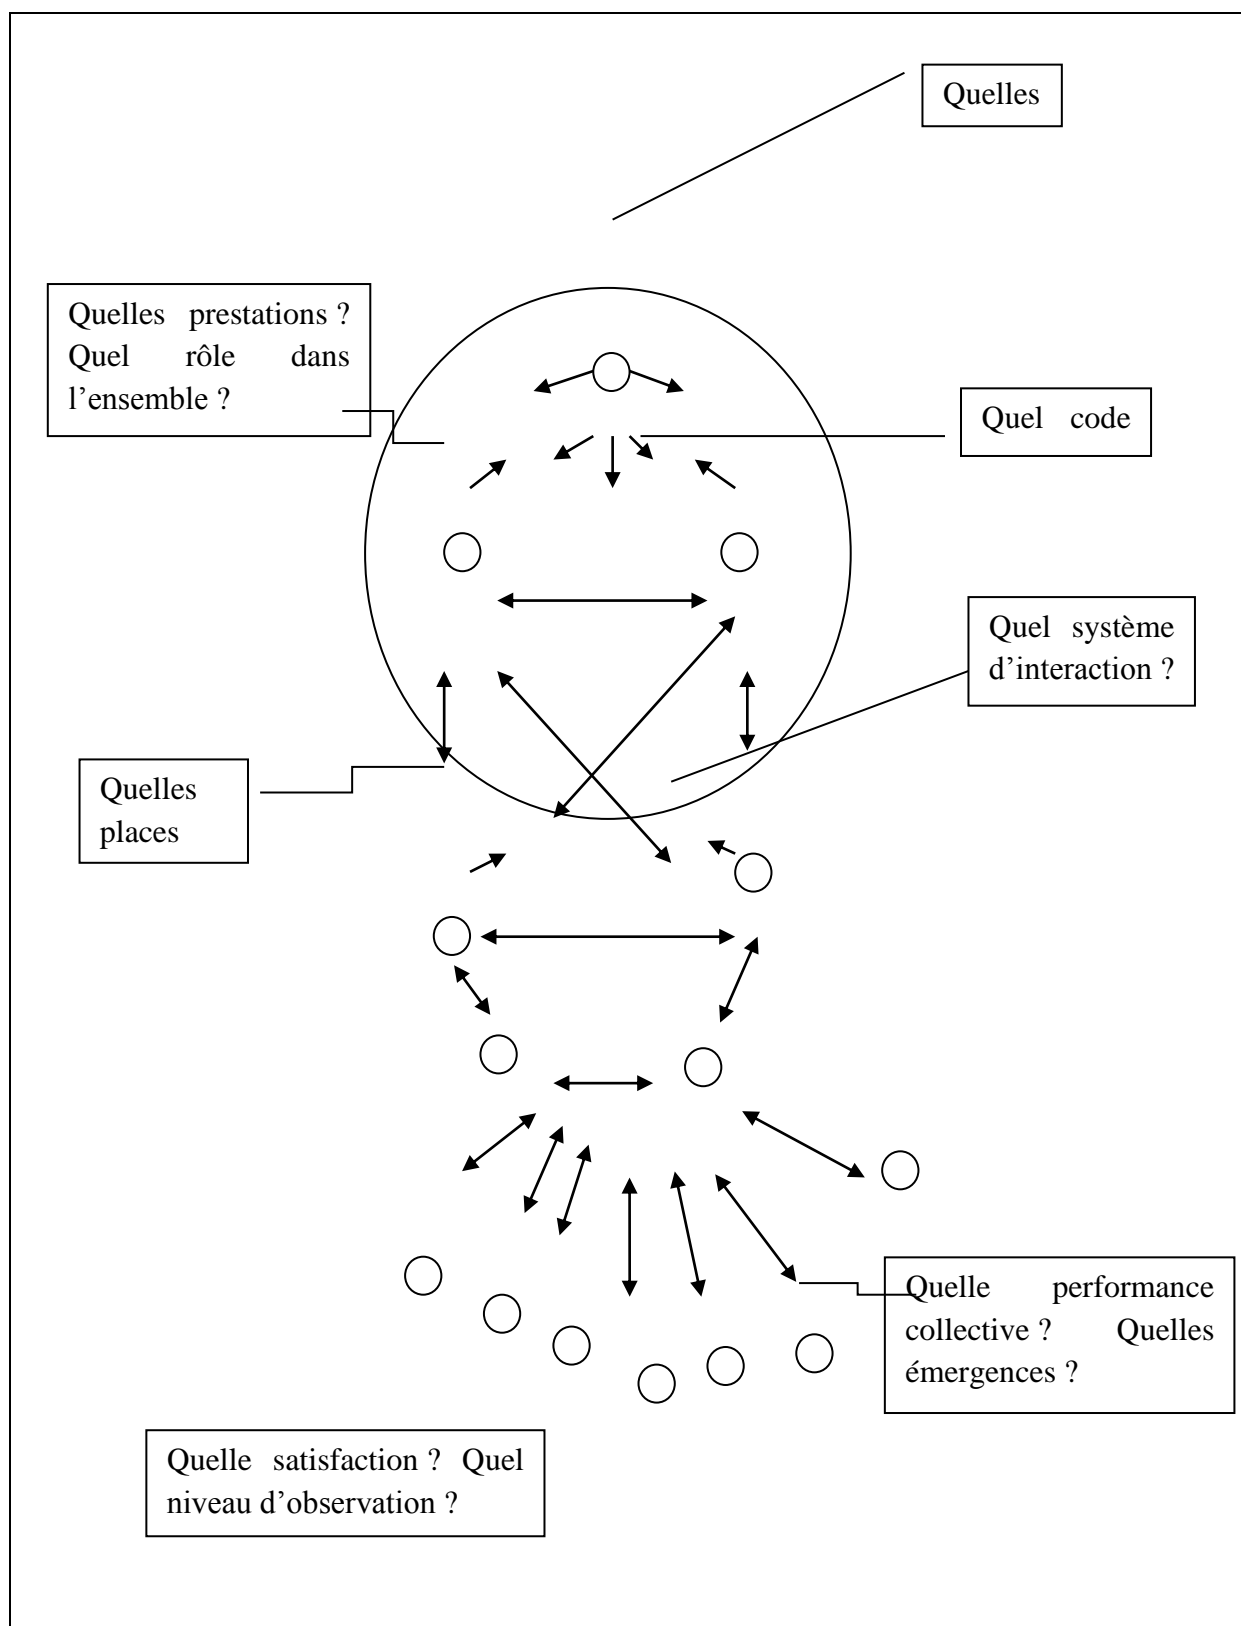 Quelles
Quelles prestations ?
Quel rôle dans
l’ensemble ?
Quel code
Quel système
d’interaction ?
Quelles
places
Quelle performance
collective ? Quelles
émergences ?
Quelle satisfaction ? Quel
niveau d’observation ?